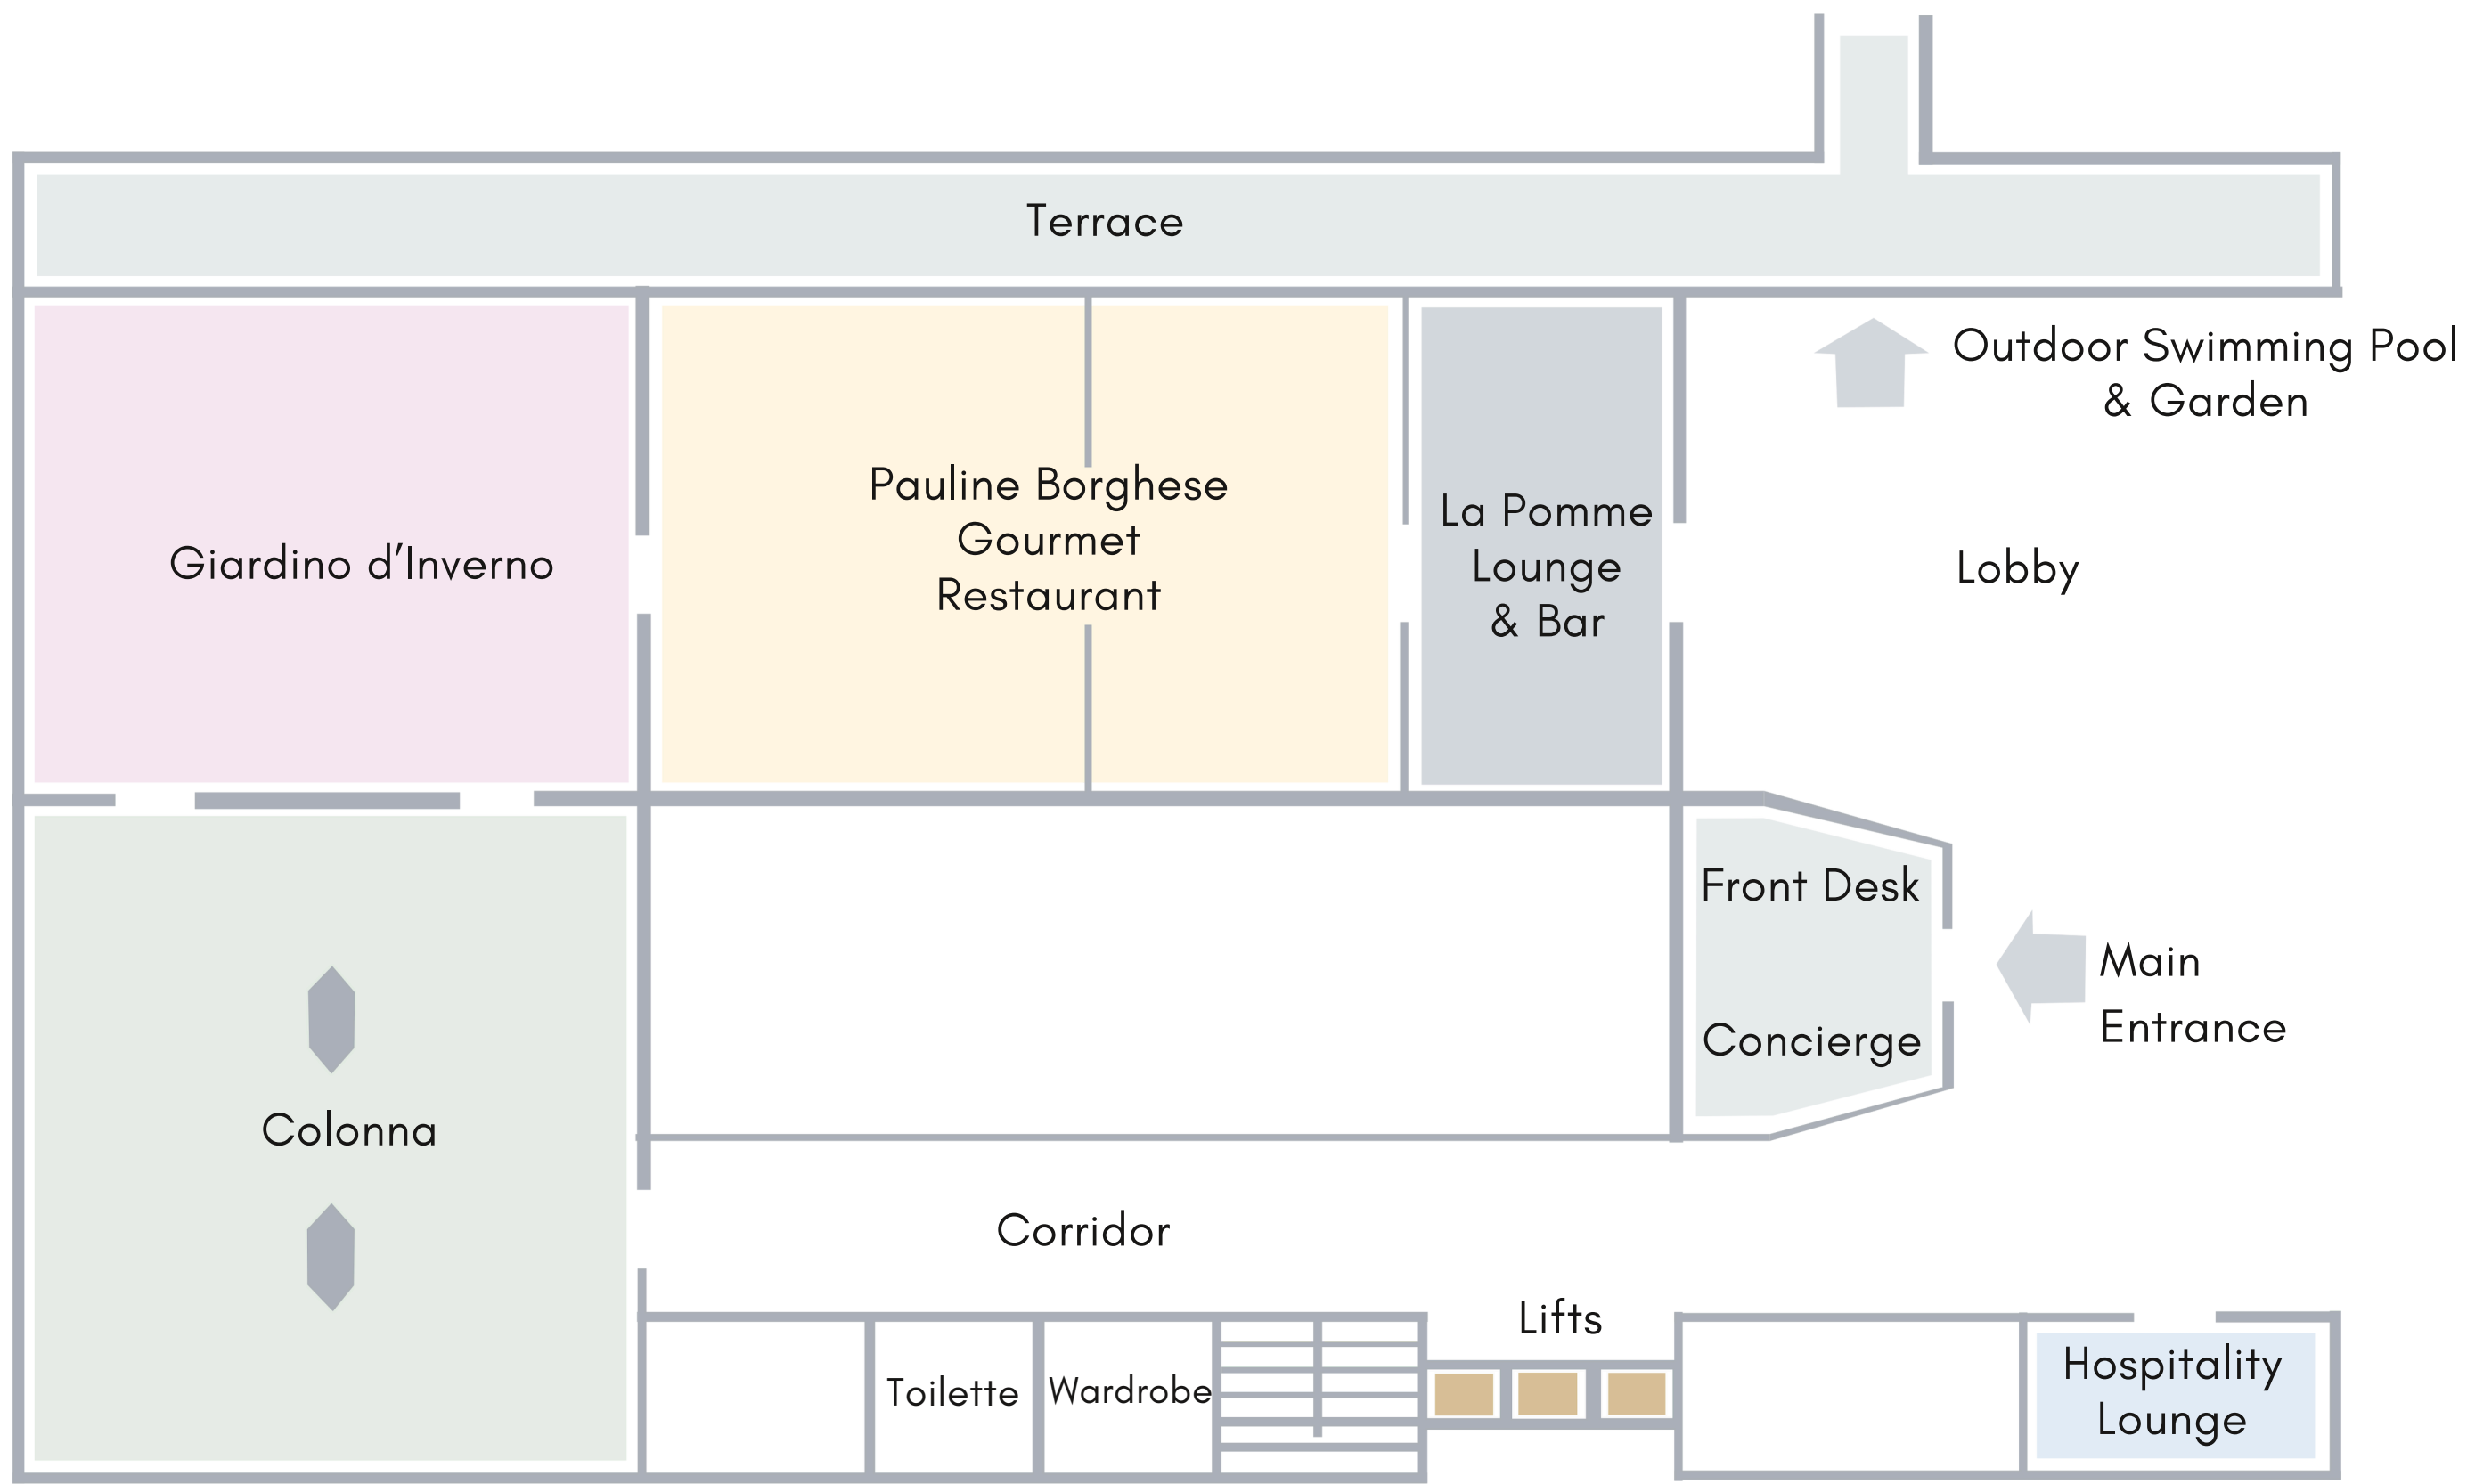 Terrace
Outdoor Swimming Pool
& Garden
Giardino d'Inverno
Pauline Borghese
Gourmet
Restaurant
La Pomme
Lounge
& Bar
Lobby
Front Desk
Concierge
Main
Entrance
Colonna
Corridor
Lifts
Toilette
Wardrobe
Hospitality
Lounge